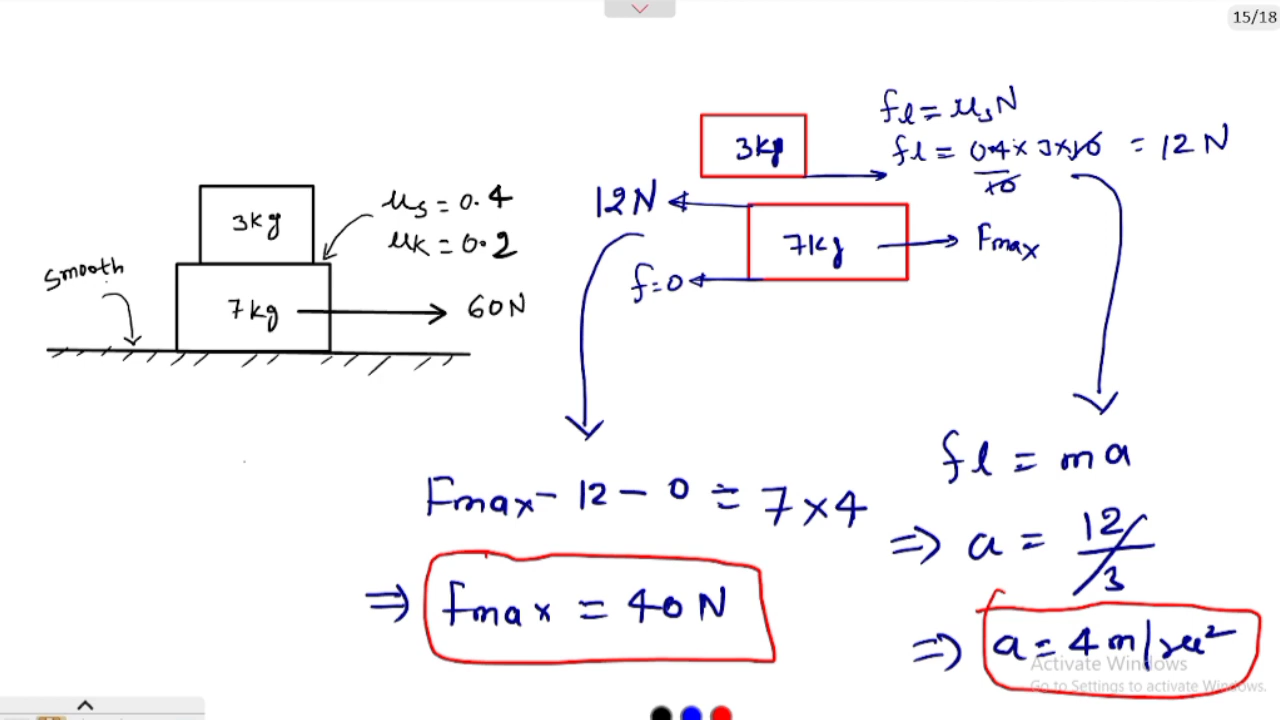 15/18
3kg
μs = 0.4
μk = 0.2
smooth
7kg
60N
fl = μsN
3kg
fl = 0.4 × 3×10 = 12 N
10
12N
7kg
Fmax
f=0
fl = ma
Fmax - 12 - 0 = 7×4
⇒ a = 12/3
⇒ fmax = 40N
⇒ a = 4m/sec²
Activate Windows
Go to Settings to activate Windows.